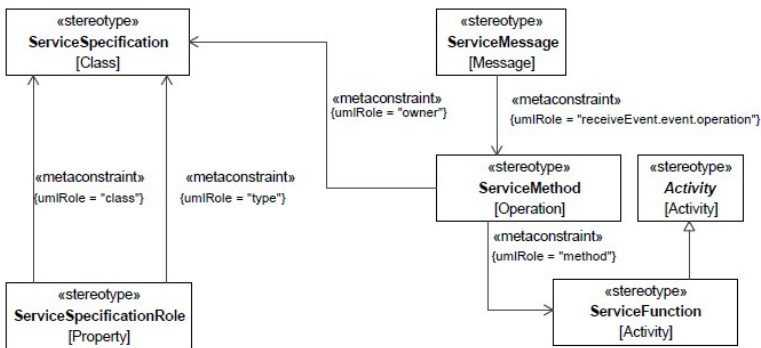 «stereotype»
ServiceSpecification
[Class]
«stereotype»
ServiceMessage
[Message]
«metaconstraint»
{umlRole = "owner"}
«metaconstraint»
{umlRole = "receiveEvent.event.operation"}
«metaconstraint»
{umlRole = "class"}
«metaconstraint»
{umlRole = "type"}
«stereotype»
ServiceMethod
[Operation]
«stereotype»
Activity
[Activity]
«metaconstraint»
{umlRole = "method"}
«stereotype»
ServiceSpecificationRole
[Property]
«stereotype»
ServiceFunction
[Activity]